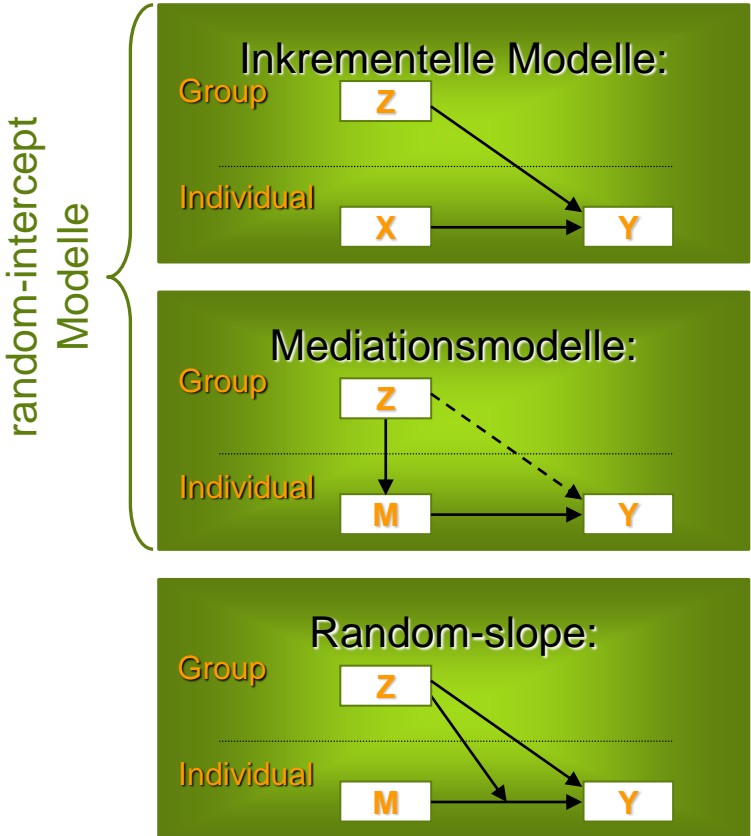 random-intercept
Modelle
Inkrementelle Modelle:
Group
Z
Individual
X
Y
Mediationsmodelle:
Group
Z
Individual
M
Y
Random-slope:
Group
Z
Individual
M
Y